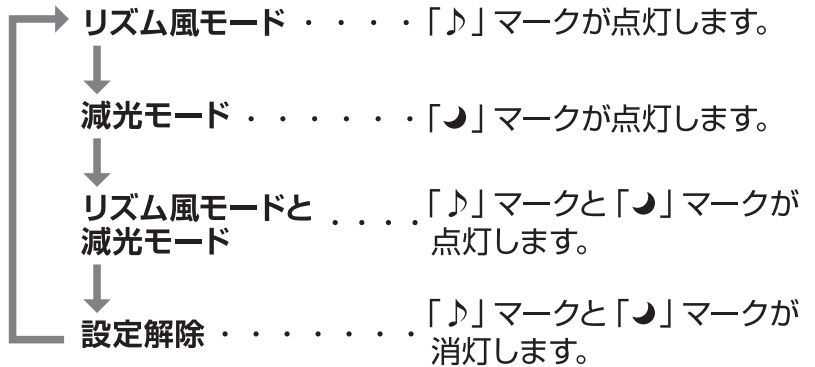 リズム風モード ・・・・「♪」マークが点灯します。
減光モード ・・・・・・「🌙」マークが点灯します。
リズム風モードと
減光モード ・・・・「♪」マークと「🌙」マークが
点灯します。
設定解除 ・・・・・・・「♪」マークと「🌙」マークが
消灯します。